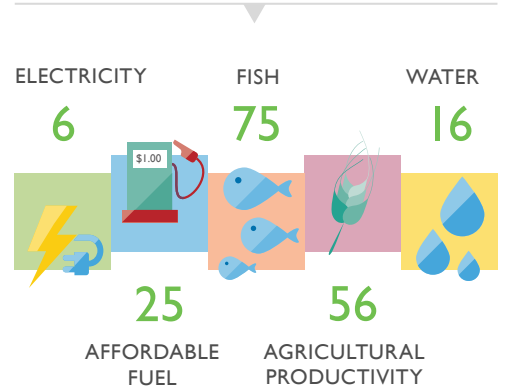 ELECTRICITY
6
FISH
75
WATER
16
$1.00
25
AFFORDABLE
FUEL
56
AGRICULTURAL
PRODUCTIVITY